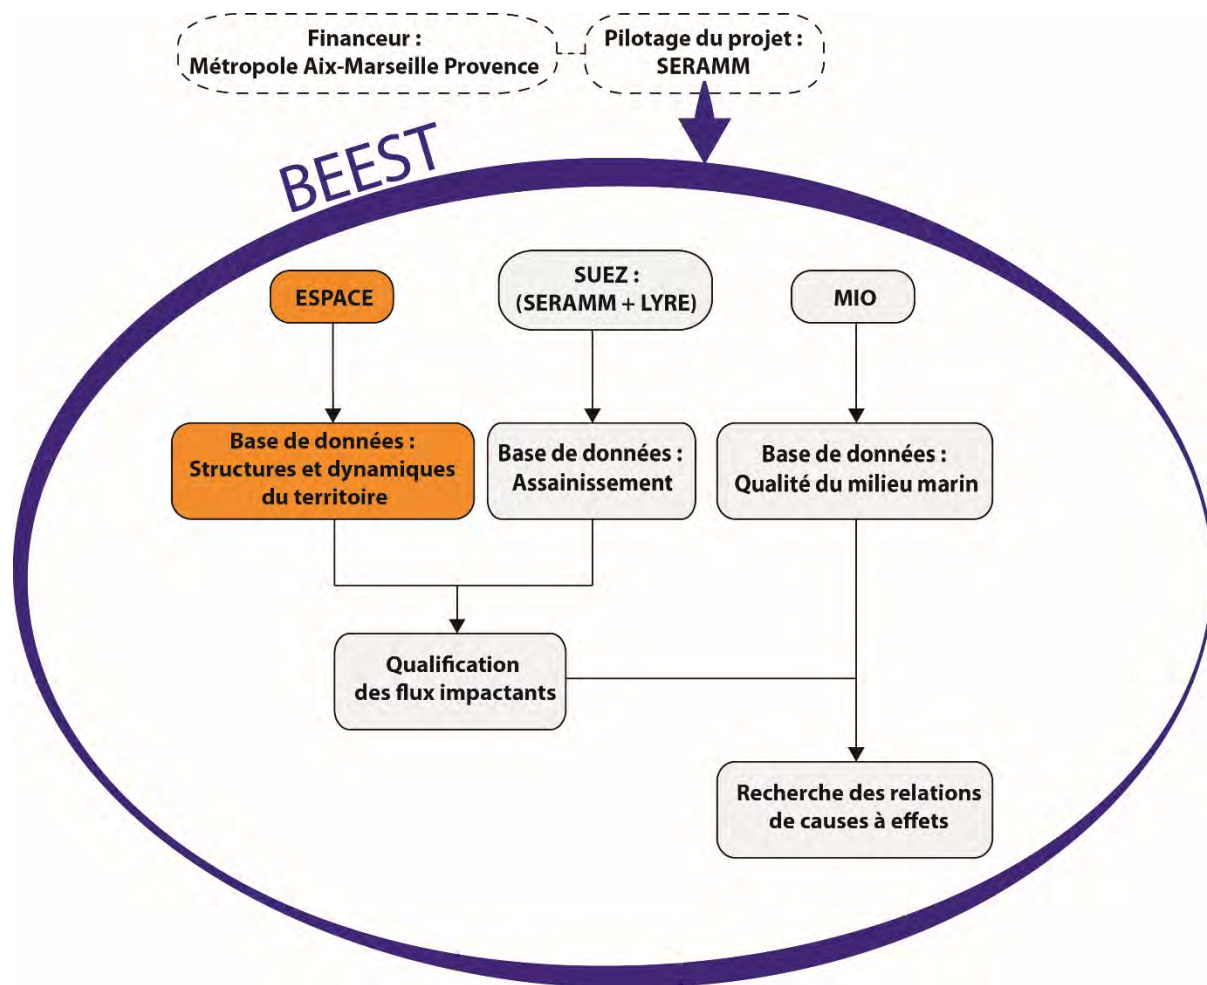 Financeur :
Métropole Aix-Marseille Provence
Pilotage du projet :
SERAMM
BEEST
ESPACE
SUEZ :
(SERAMM + LYRE)
MIO
Base de données :
Structures et dynamiques
du territoire
Base de données :
Assainissement
Base de données :
Qualité du milieu marin
Qualification
des flux impactants
Recherche des relations
de causes à effets